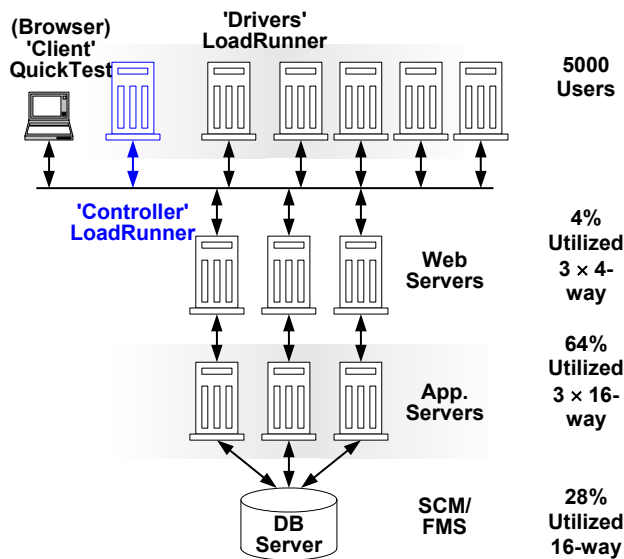 (Browser)
'Client'
QuickTest
'Drivers'
LoadRunner
5000
Users
'Controller'
LoadRunner
Web
Servers
4%
Utilized
3 × 4-
way
App.
Servers
64%
Utilized
3 × 16-
way
DB
Server
SCM/
FMS
28%
Utilized
16-way